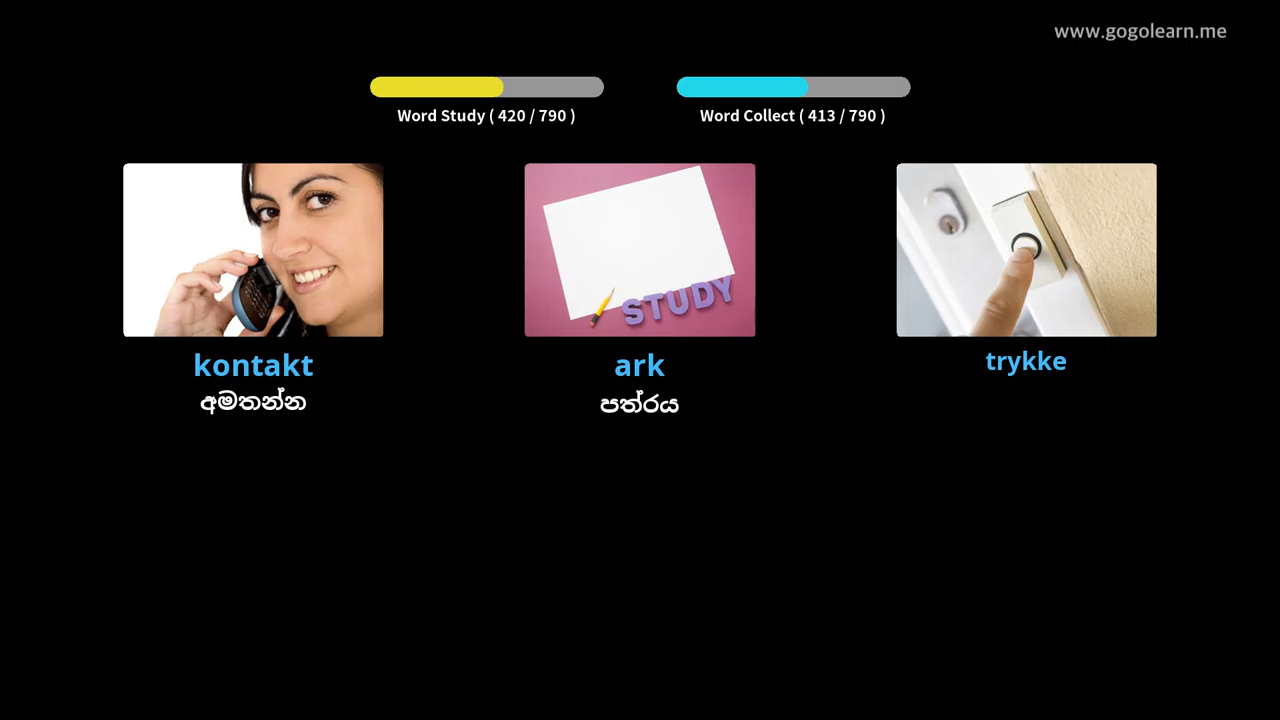 www.gogolearn.me
Word Study ( 420 / 790 )
Word Collect ( 413 / 790 )
STUDY
kontakt
ark
trykke
අමතන්න
පත්රය